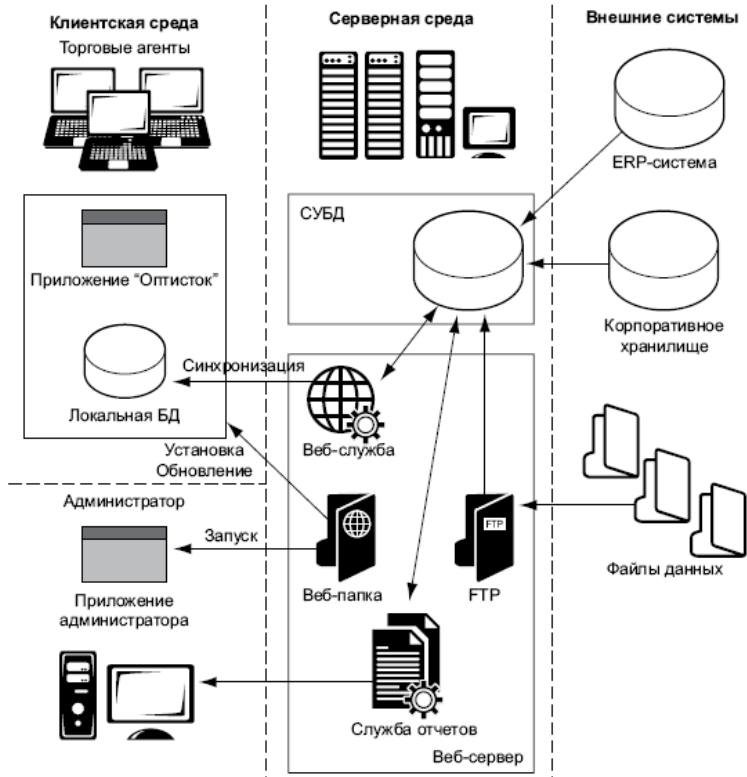 Клиентская среда
Торговые агенты
Приложение “Оптисток”
Локальная БД
Синхронизация
Установка
Обновление
Администратор
Запуск
Приложение
администратора
Серверная среда
СУБД
Веб-служба
Веб-папка
FTP
FTP
Служба отчетов
Веб-сервер
Внешние системы
ERP-система
Корпоративное
хранилище
Файлы данных